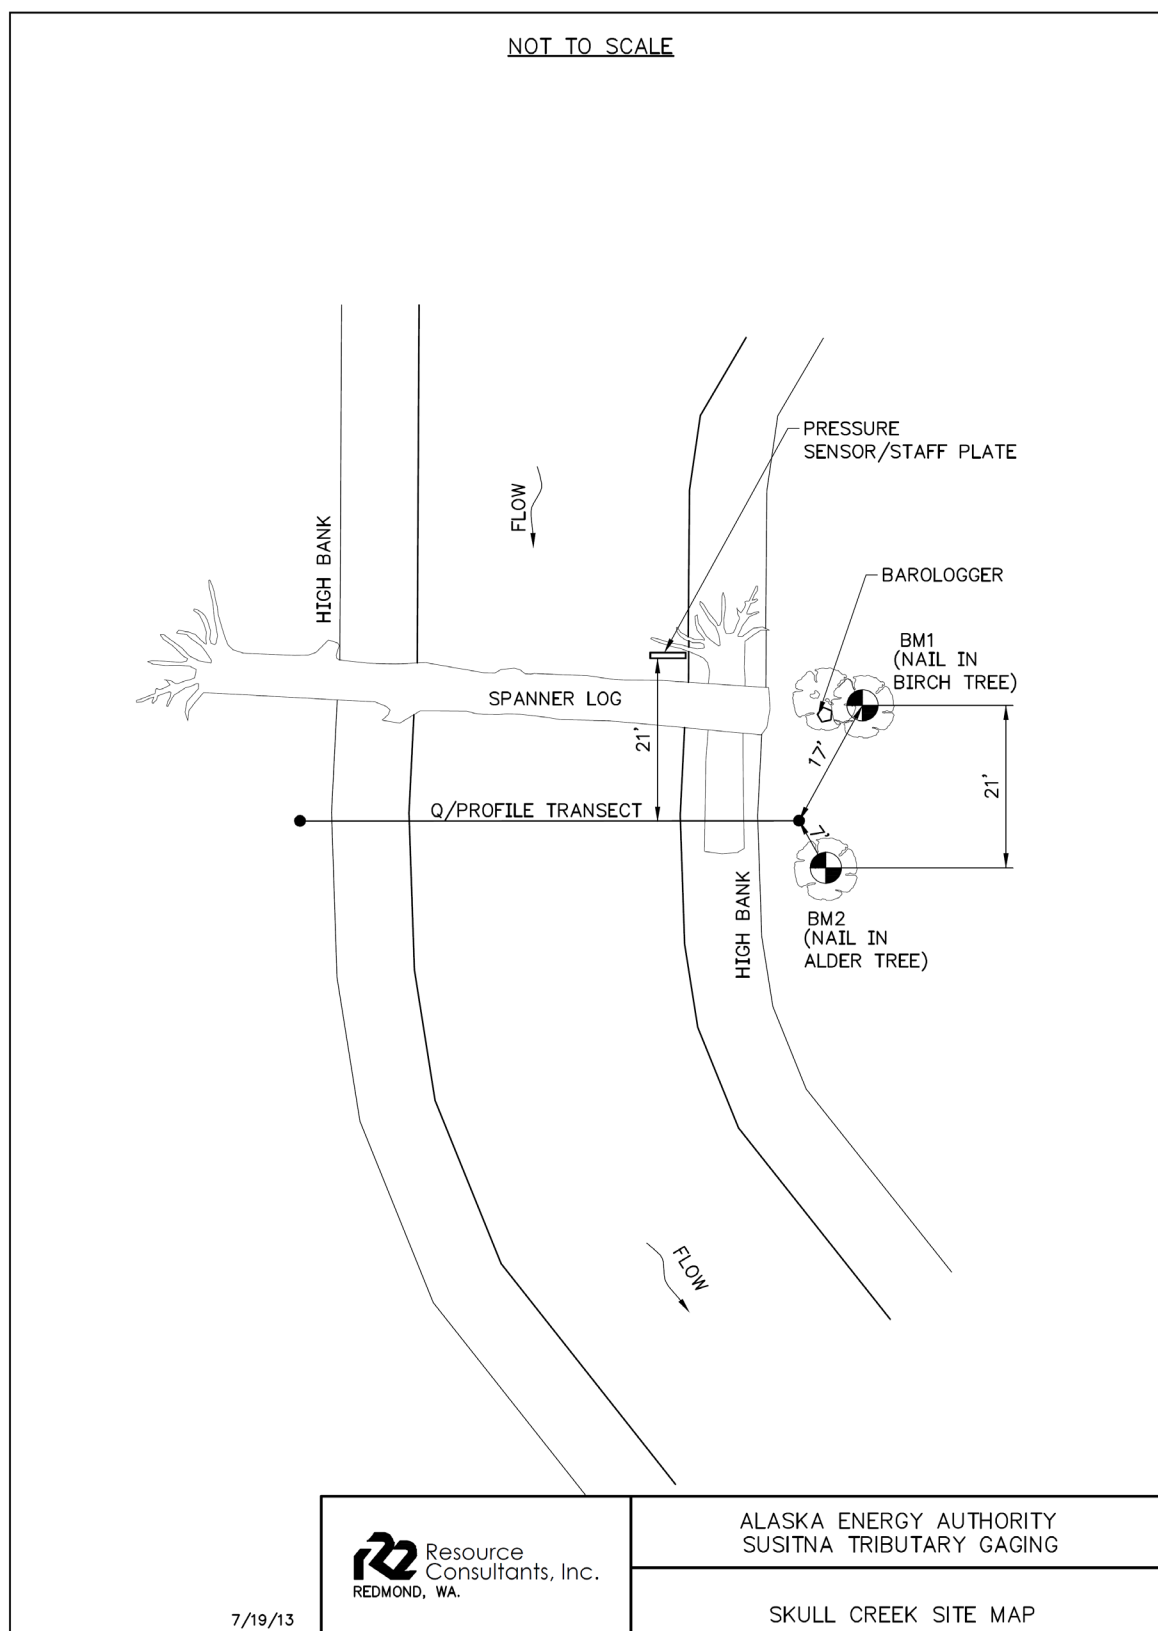 NOT TO SCALE
PRESSURE
SENSOR/STAFF PLATE
FLOW
HIGH BANK
BAROLOGGER
BM1
(NAIL IN
BIRCH TREE)
SPANNER LOG
21'
17'
21'
Q/PROFILE TRANSECT
7'
HIGH BANK
BM2
(NAIL IN
ALDER TREE)
FLOW
r22 Resource
Consultants, Inc.
REDMOND, WA.
ALASKA ENERGY AUTHORITY
SUSITNA TRIBUTARY GAGING
7/19/13
SKULL CREEK SITE MAP